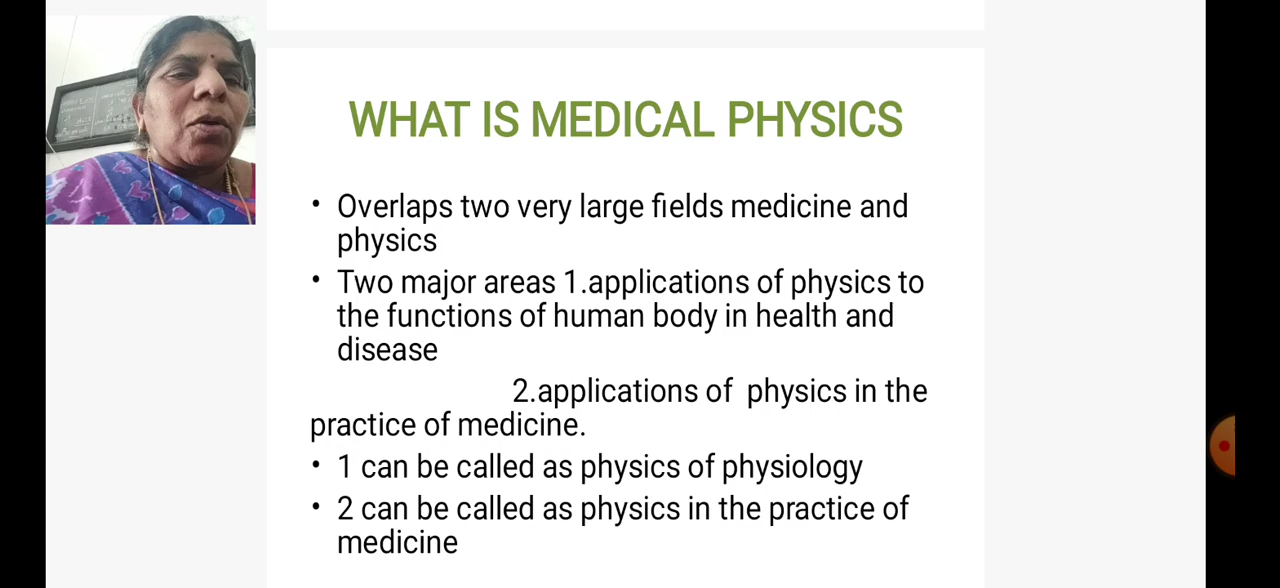 WHAT IS MEDICAL PHYSICS
• Overlaps two very large fields medicine and
physics
• Two major areas 1.applications of physics to
the functions of human body in health and
disease
2.applications of  physics in the
practice of medicine.
• 1 can be called as physics of physiology
• 2 can be called as physics in the practice of
medicine